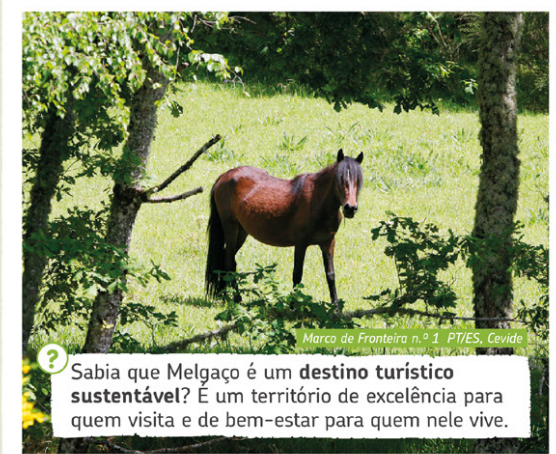 Marco de Fronteira n.º 1 PT/ES, Cevide
?
Sabia que Melgaço é um destino turístico
sustentável? É um território de excelência para
quem visita e de bem-estar para quem nele vive.